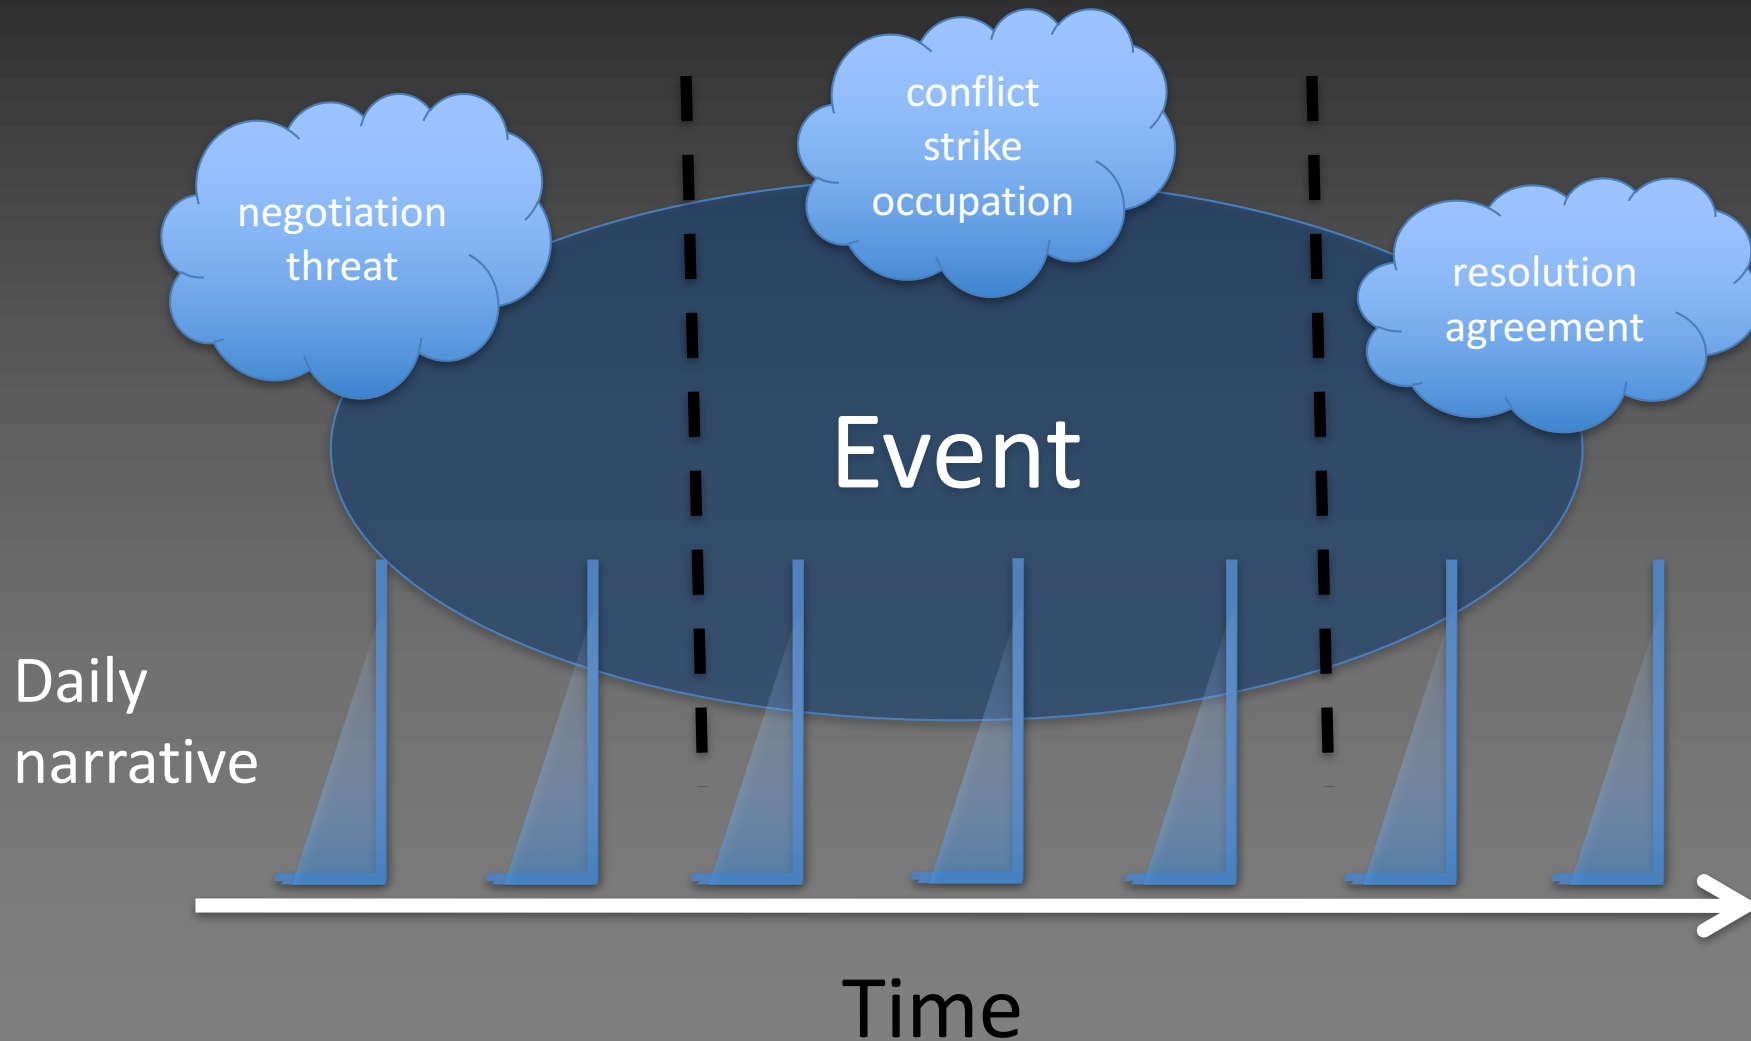 negotiation
threat
conflict
strike
occupation
resolution
agreement
Event
Daily
narrative
Time